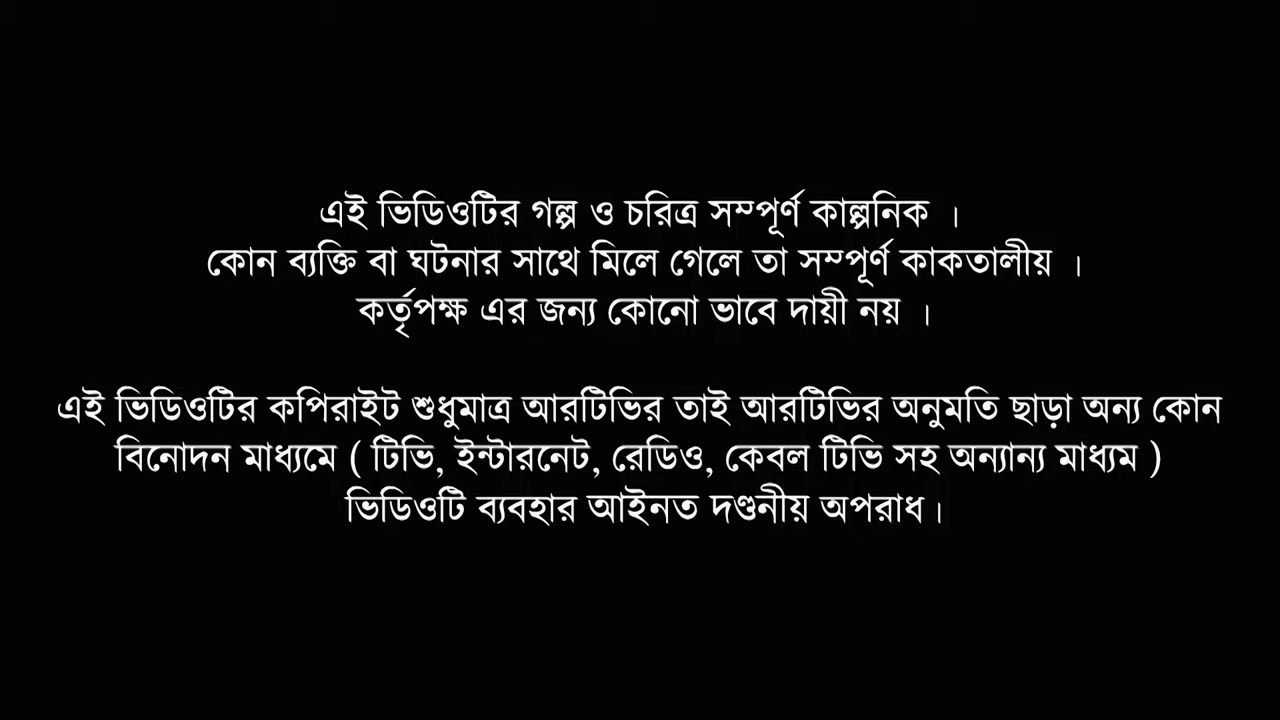 এই ভিডিওটির গল্প ও চরিত্র সম্পূর্ণ কাল্পনিক ।
কোন ব্যক্তি বা ঘটনার সাথে মিলে গেলে তা সম্পূর্ণ কাকতালীয় ।
কর্তৃপক্ষ এর জন্য কোনো ভাবে দায়ী নয় ।
এই ভিডিওটির কপিরাইট শুধুমাত্র আরটিভির তাই আরটিভির অনুমতি ছাড়া অন্য কোন
বিনোদন মাধ্যমে ( টিভি, ইন্টারনেট, রেডিও, কেবল টিভি সহ অন্যান্য মাধ্যম )
ভিডিওটি ব্যবহার আইনত দণ্ডনীয় অপরাধ।